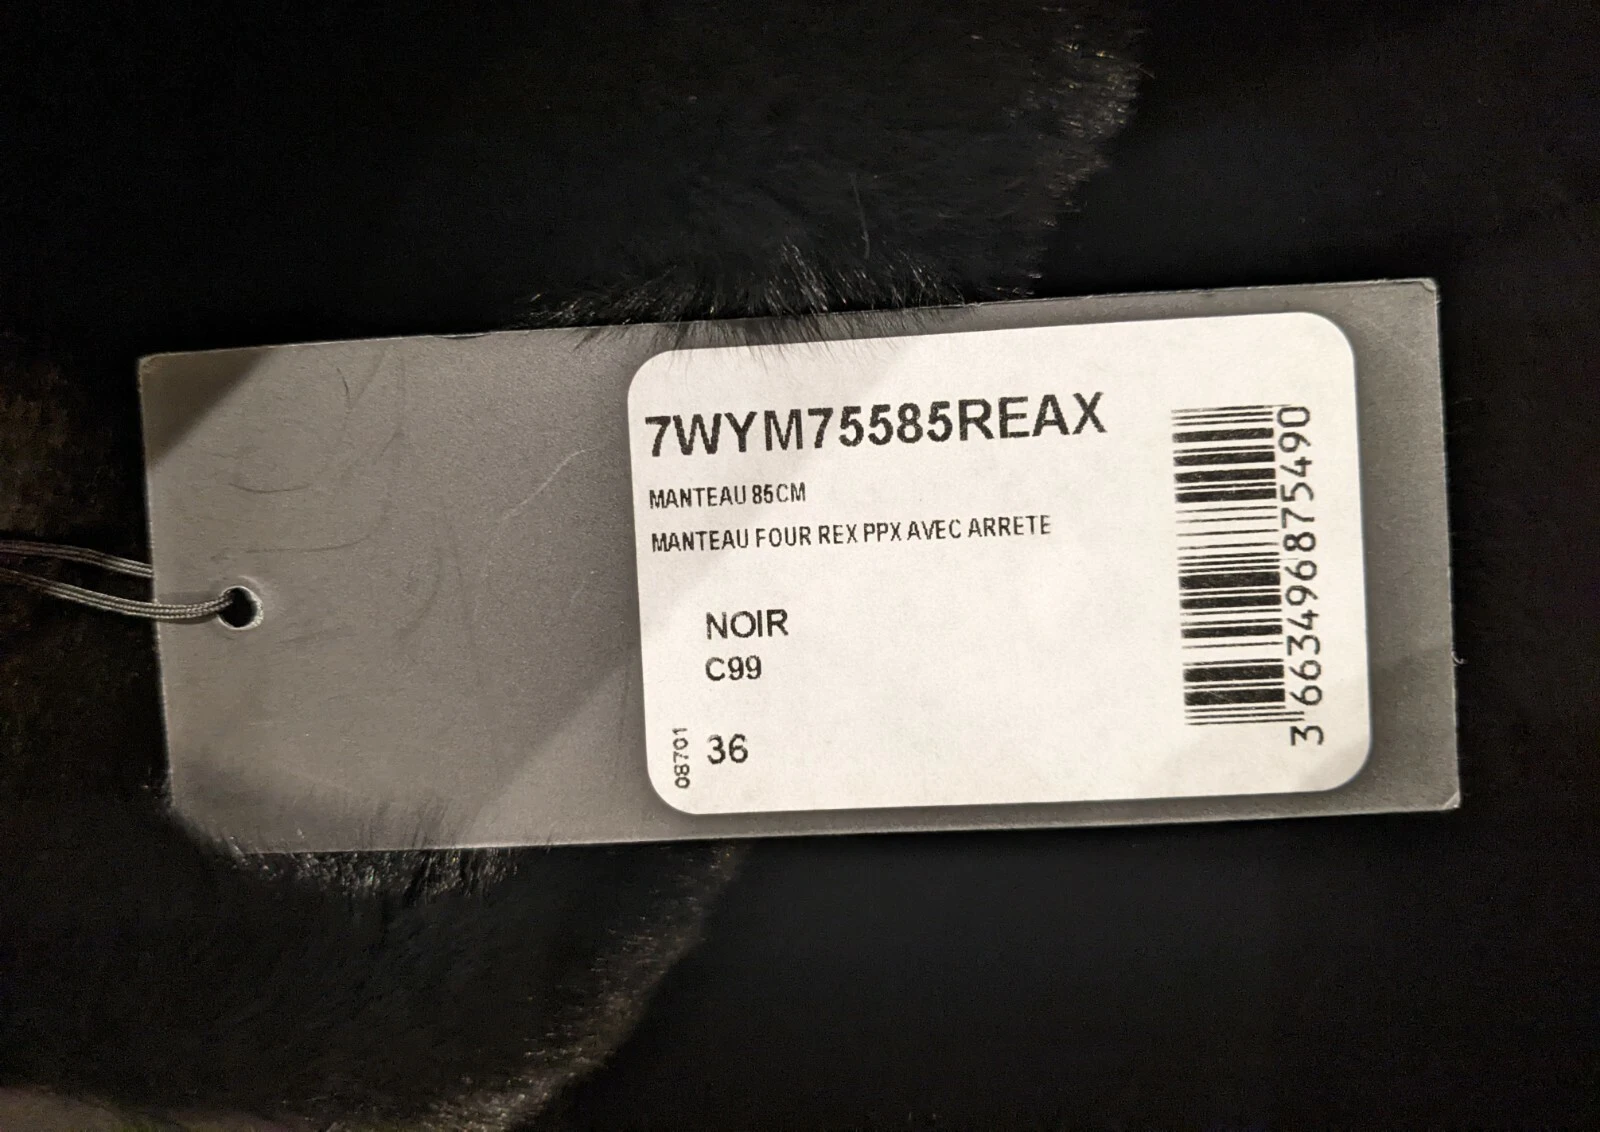 7WYM75585REAX
MANTEAU 85CM
MANTEAU FOUR REX PPX AVEC ARRETE
NOIR
C99
36
08701
3663496875490